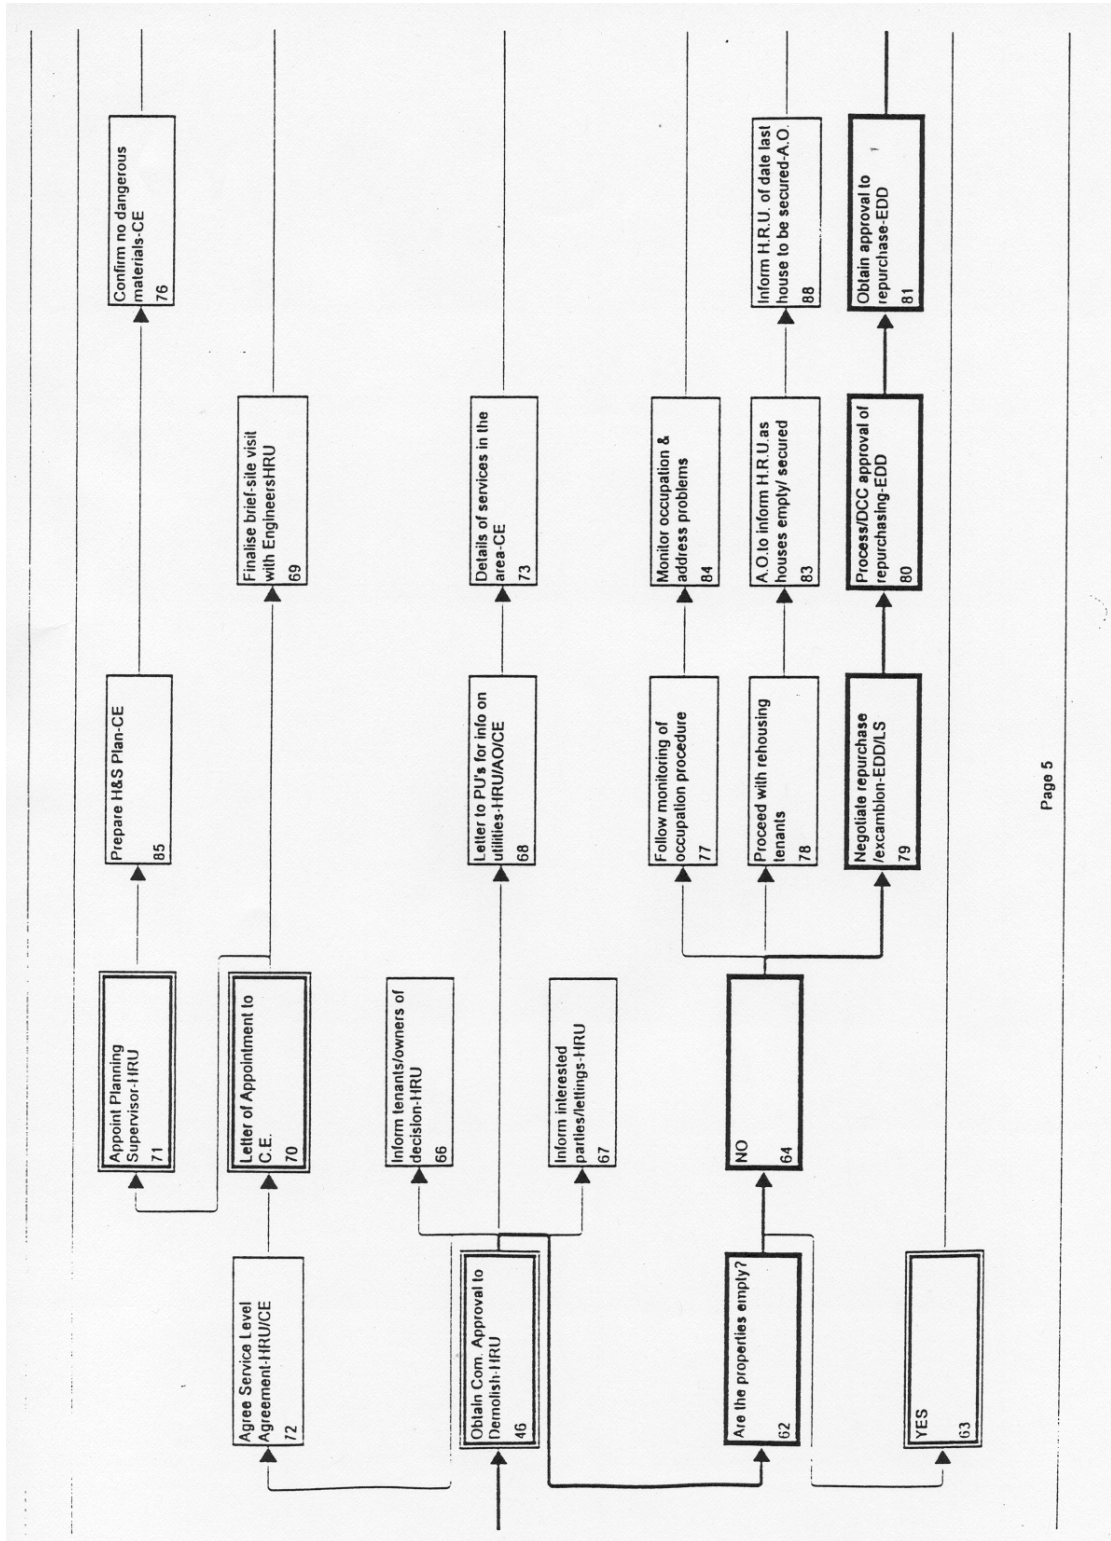 Appoint Planning
Supervisor-HRU
71
Prepare H&S Plan-CE
85
Confirm no dangerous
materials-CE
76
Agree Service Level
Agreement-HRU/CE
72
Letter of Appointment to
C.E.
70
Finalise brief-site visit
with EngineersHRU
69
Inform tenants/owners of
decision-HRU
66
Obtain Com. Approval to
Demolish-HRU
46
Letter to PU's for info on
utilities-HRU/AO/CE
68
Details of services in the
area-CE
73
Inform interested
parties/lettings-HRU
67
Follow monitoring of
occupation procedure
77
Monitor occupation &
address problems
84
Are the properties empty?
62
NO
64
Proceed with rehousing
tenants
78
A.O.to inform H.R.U.as
houses empty/ secured
83
Inform H.R.U. of date last
house to be secured-A.O.
88
Negotiate repurchase
/excambion-EDD/LS
79
Process/DCC approval of
repurchasing-EDD
80
Obtain approval to
repurchase-EDD
81
YES
63
Page 5